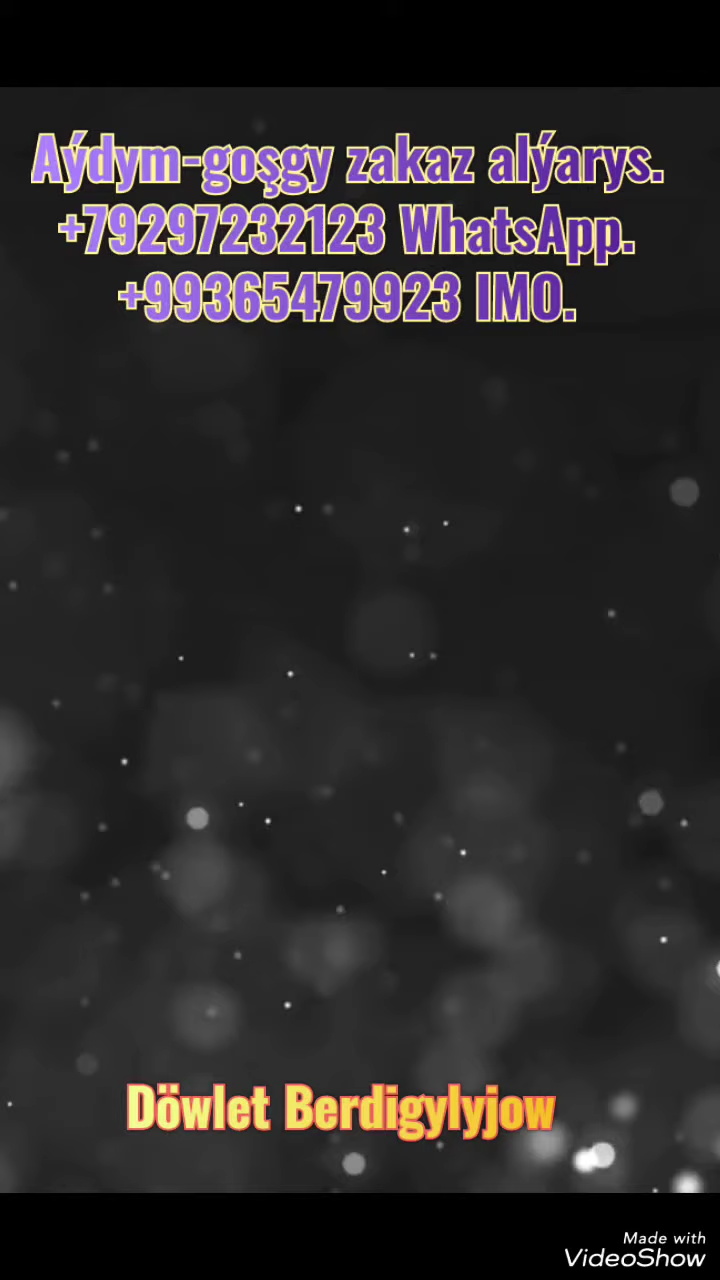 Aýdym-goşgy zakaz alýarys.
+79297232123 WhatsApp.
+99365479923 IMO.
Döwlet Berdigylyjow
Made with
VideoShow